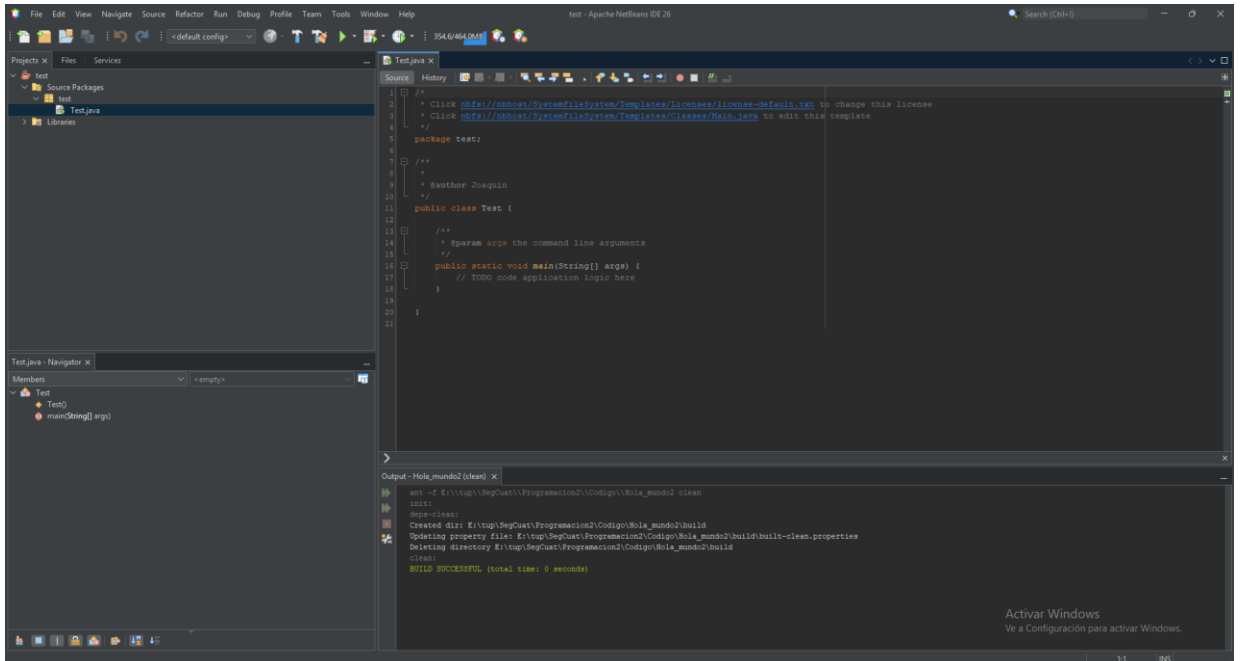 File Edit View Navigate Source Refactor Run Debug Profile Team Tools Window Help
test - Apache NetBeans IDE 26
Search (Ctrl+I)
<default config>
354,6/464,0MB
Projects
Files
Services
test
Source Packages
test
Test.java
Libraries
Test.java
Source
History
1 /*
2 * Click nbfs://nbhost/SystemFileSystem/Templates/Licenses/license-default.txt to change this license
3 * Click nbfs://nbhost/SystemFileSystem/Templates/Classes/Main.java to edit this template
4 */
5 package test;
6
7 /**
8 *
9 * @author Joaquin
10 */
11 public class Test {
12
13 /**
14 * @param args the command line arguments
15 */
16 public static void main(String[] args) {
17 // TODO code application logic here
18 }
19
20 }
21
Test.java - Navigator
Members
<empty>
Test
Test()
main(String[] args)
Output - Hola_mundo2 (clean)
ant -f E:\\tup\\SegCuat\\Programacion2\\Codigo\\Hola_mundo2 clean
init:
deps-clean:
Created dir: E:\tup\SegCuat\Programacion2\Codigo\Hola_mundo2\build
Updating property file: E:\tup\SegCuat\Programacion2\Codigo\Hola_mundo2\build\built-clean.properties
Deleting directory E:\tup\SegCuat\Programacion2\Codigo\Hola_mundo2\build
clean:
BUILD SUCCESSFUL (total time: 0 seconds)
Activar Windows
Ve a Configuración para activar Windows.
1:1
INS